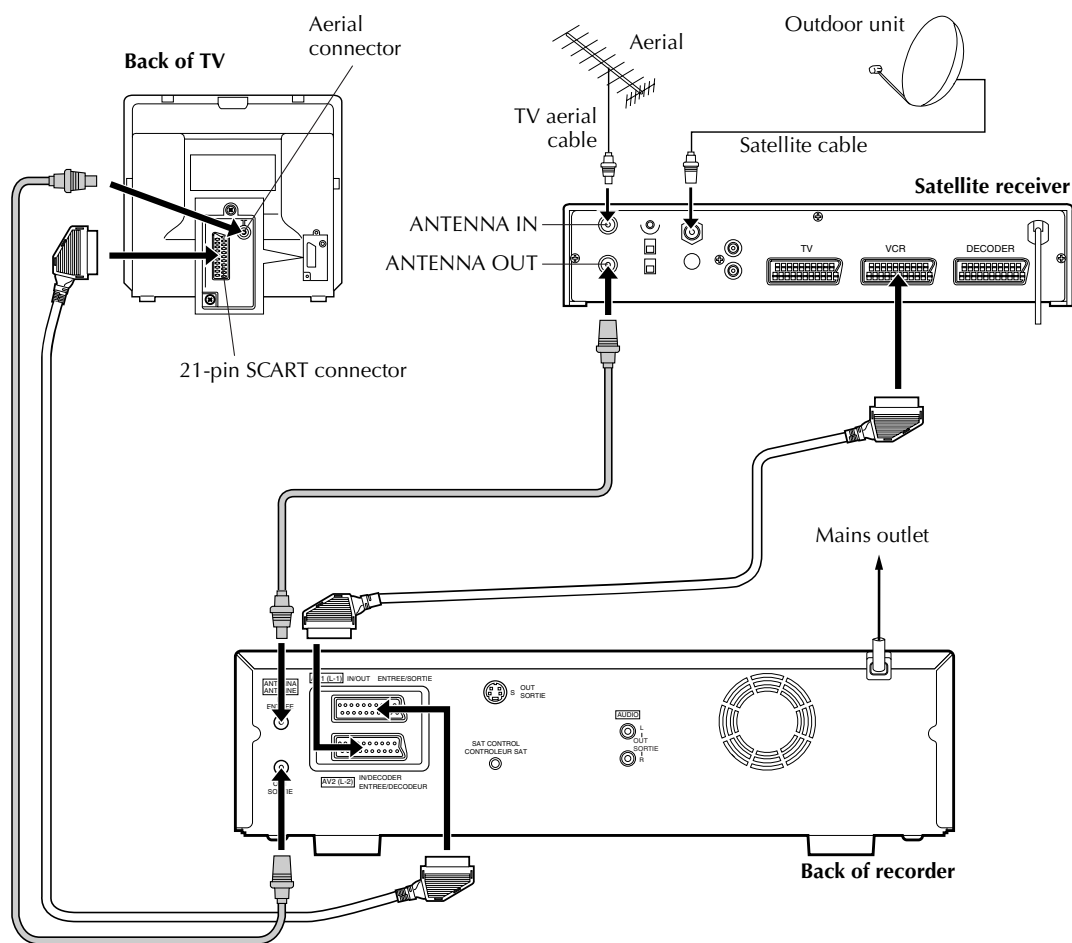 Aerial
connector
Back of TV
Aerial
Outdoor unit
TV aerial
cable
Satellite cable
Satellite receiver
ANTENNA IN
ANTENNA OUT
TV
VCR
DECODER
21-pin SCART connector
Mains outlet
ANTENNA
ANTENNE
(L-1) IN/OUT ENTREE/SORTIE
S OUT
SORTIE
AUDIO
L
OUT
SORTIE
R
SAT CONTROL
CONTROLEUR SAT
AV2 (L-2) IN/DECODER
ENTREE/DECODEUR
Back of recorder